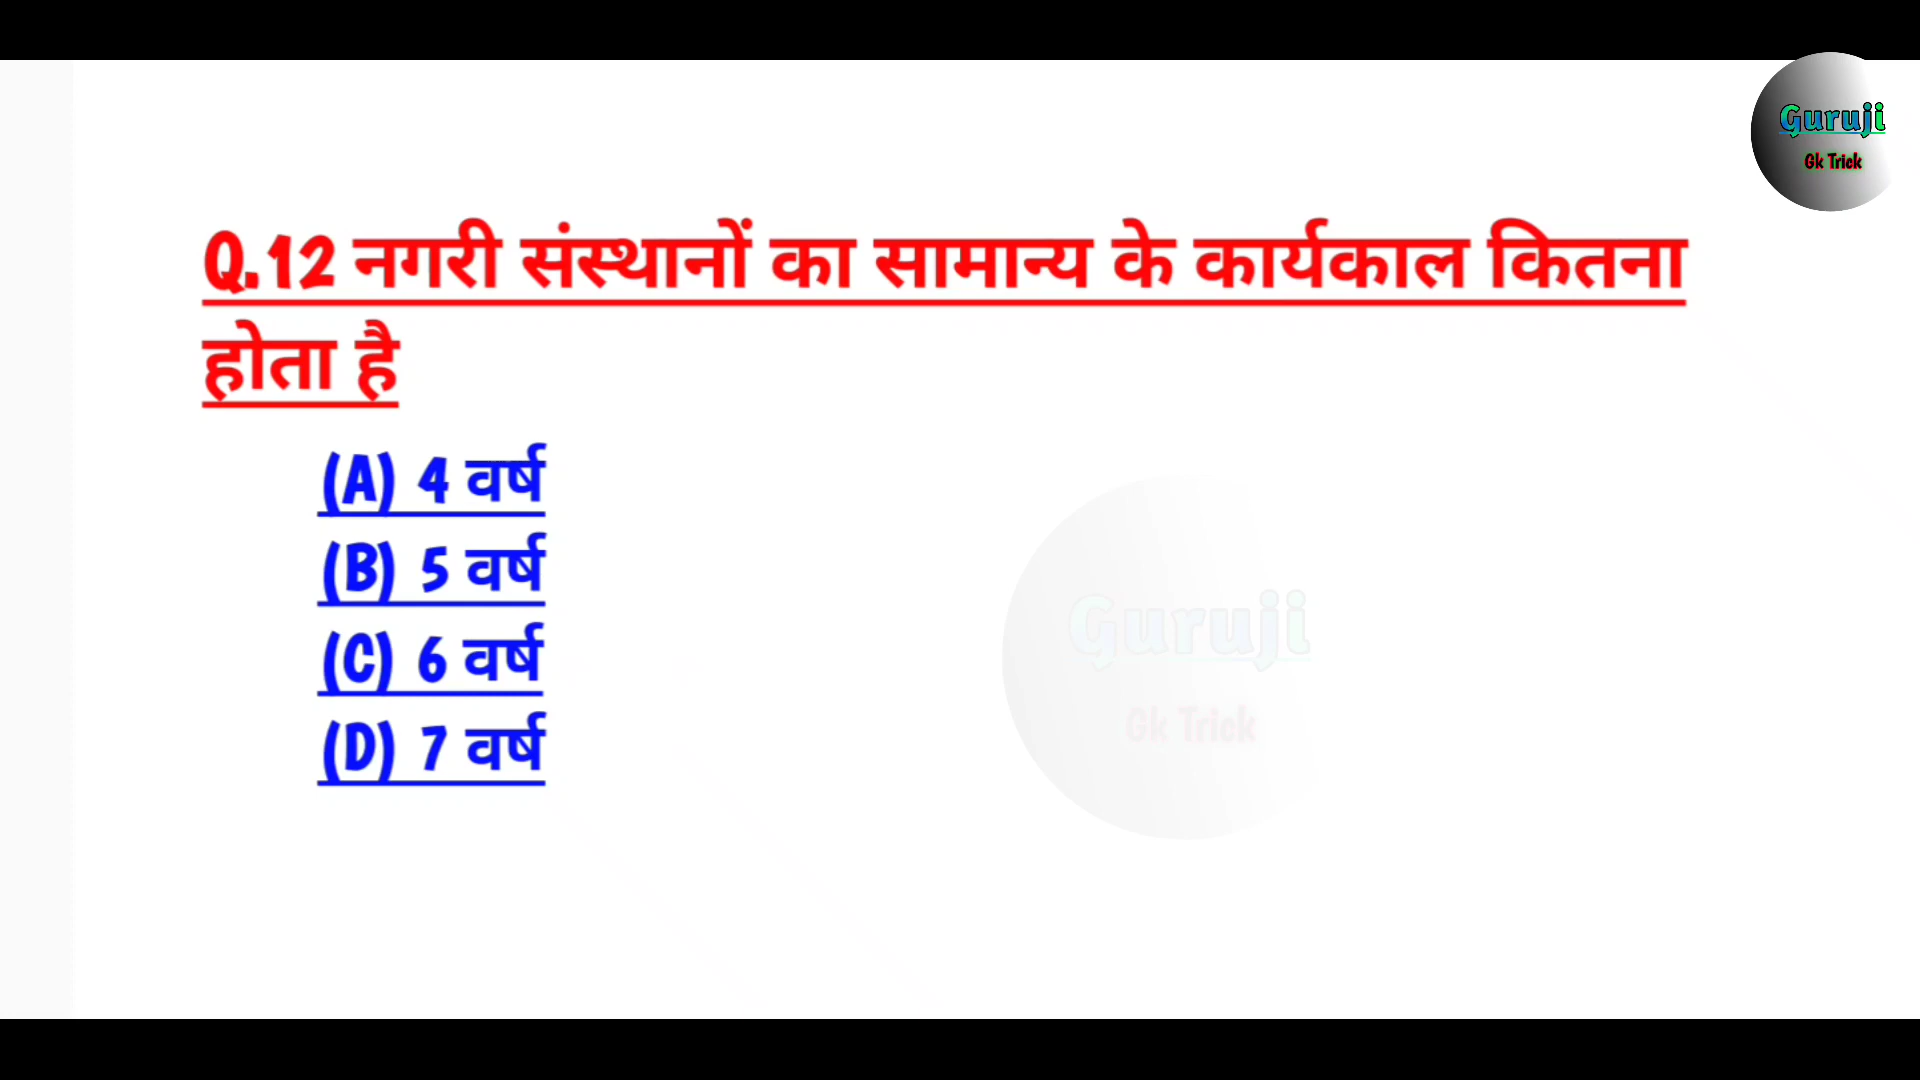 Guruji
Gk Trick
Q.12 नगरी संस्थानों का सामान्य के कार्यकाल कितना
होता है
(A) 4 वर्ष
(B) 5 वर्ष
(C) 6 वर्ष
(D) 7 वर्ष
Guruji
Gk Trick